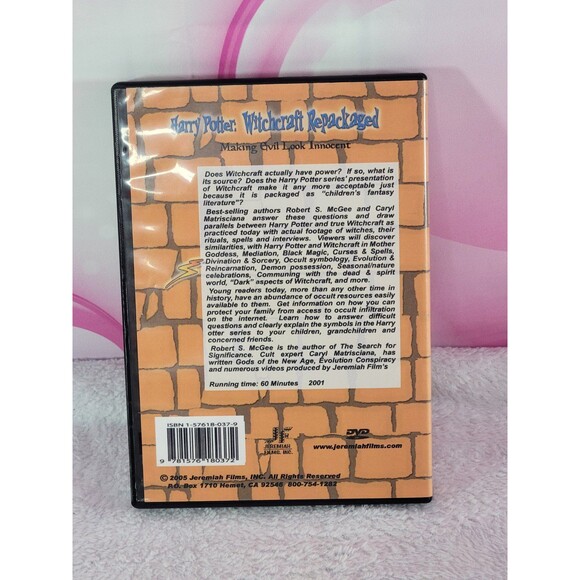 Harry Potter: Witchcraft Repackaged
Making Evil Look Innocent
Does Witchcraft actually have power? If so, what is
its source? Does the Harry Potter series' presentation
of Witchcraft make it any more acceptable just
because it is packaged as "children's fantasy
literature"?
Best-selling authors Robert S. McGee and Caryl
Matrisciana answer these questions and draw
parallels between Harry Potter and true Witchcraft as
practiced today with actual footage of witches, their
rituals, spells and interviews. Viewers will discover
similarities, with Harry Potter and Witchcraft in Mother
Goddess, Mediation, Black Magic, Curses & Spells,
Divination & Sorcery, Occult symbology, Evolution &
Reincarnation, Demon possession, Seasonal/nature
celebrations, Communing with the dead & spirit
world, "Dark" aspects of Witchcraft, and more.
Young readers today, more than any other time in
history, have an abundance of occult resources easily
available to them. Get information on how you can
protect your family from access to occult infiltration
on the internet. Learn how to answer difficult
questions and clearly explain the symbols in the Harry
otter series to your children, grandchildren and
concerned friends.
Robert S. McGee is the author of The Search for
Significance. Cult expert Caryl Matrisciana, has
written Gods of the New Age, Evolution Conspiracy
and numerous videos produced by Jeremiah Film's
Running time: 60 Minutes 2001
ISBN 1-57618-037-9
9 781576 180372
JEREMIAH
FILMS, INC.
DVD
www.jeremiahfilms.com
© 2005 Jeremiah Films, INC. All Rights Reserved
P.O.-Box 1710 Hemet, CA 92546 800-754-1282